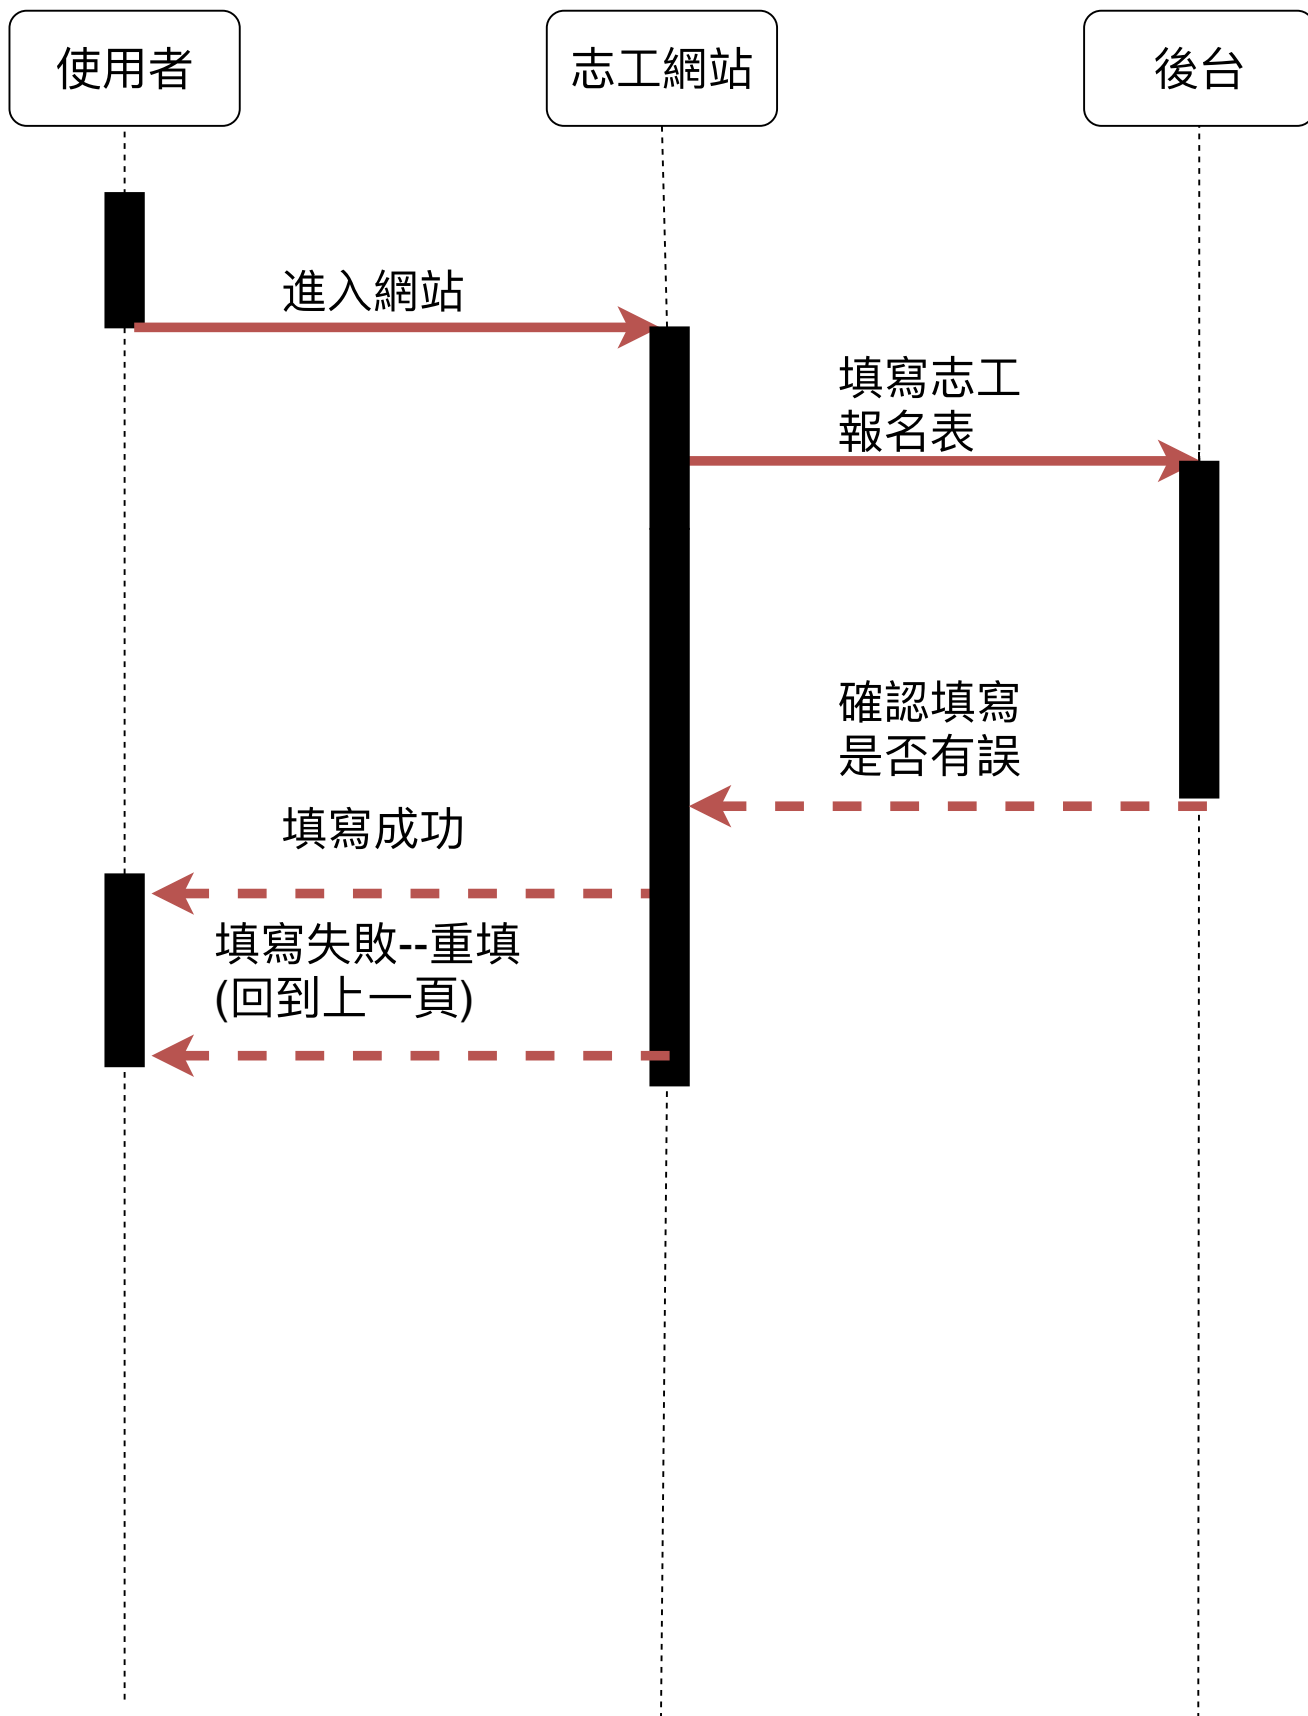 使用者
志工網站
後台
進入網站
填寫志工
報名表
確認填寫
是否有誤
填寫成功
填寫失敗--重填
(回到上一頁)